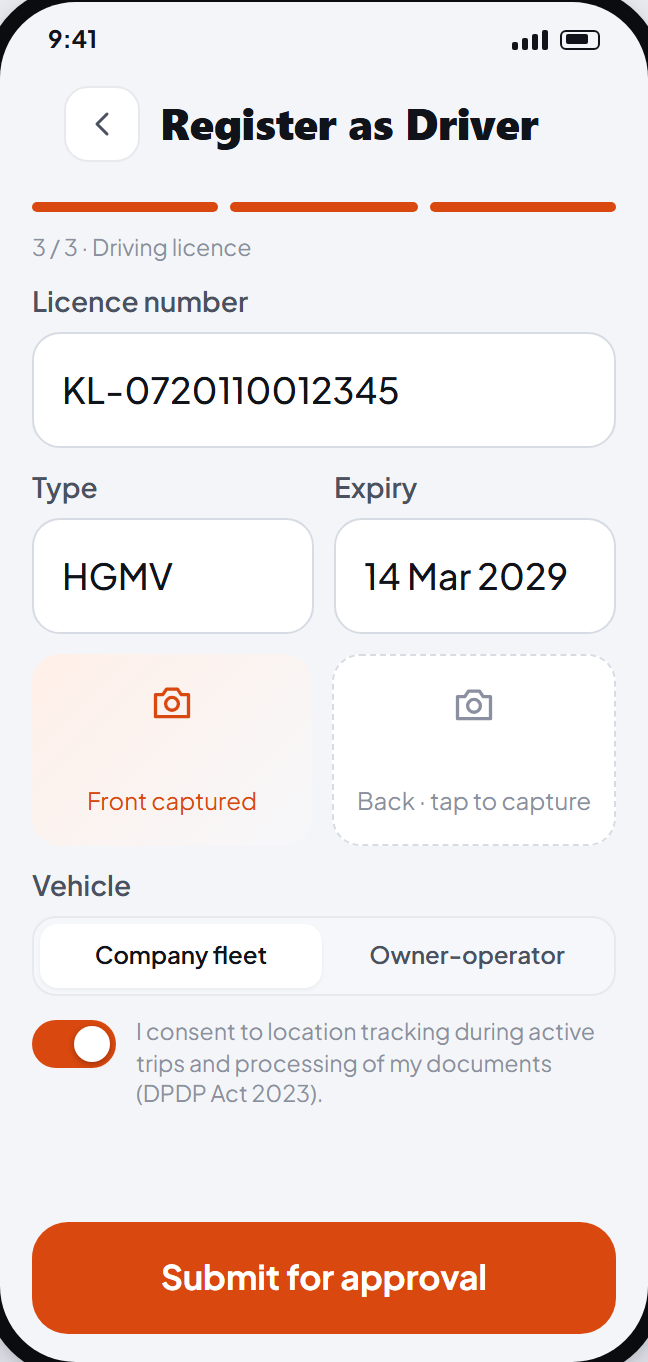 9:41
Register as Driver
3 / 3 · Driving licence
Licence number
KL-0720110012345
Type
Expiry
HGMV
14 Mar 2029
Front captured
Back · tap to capture
Vehicle
Company fleet
Owner-operator
I consent to location tracking during active
trips and processing of my documents
(DPDP Act 2023).
Submit for approval